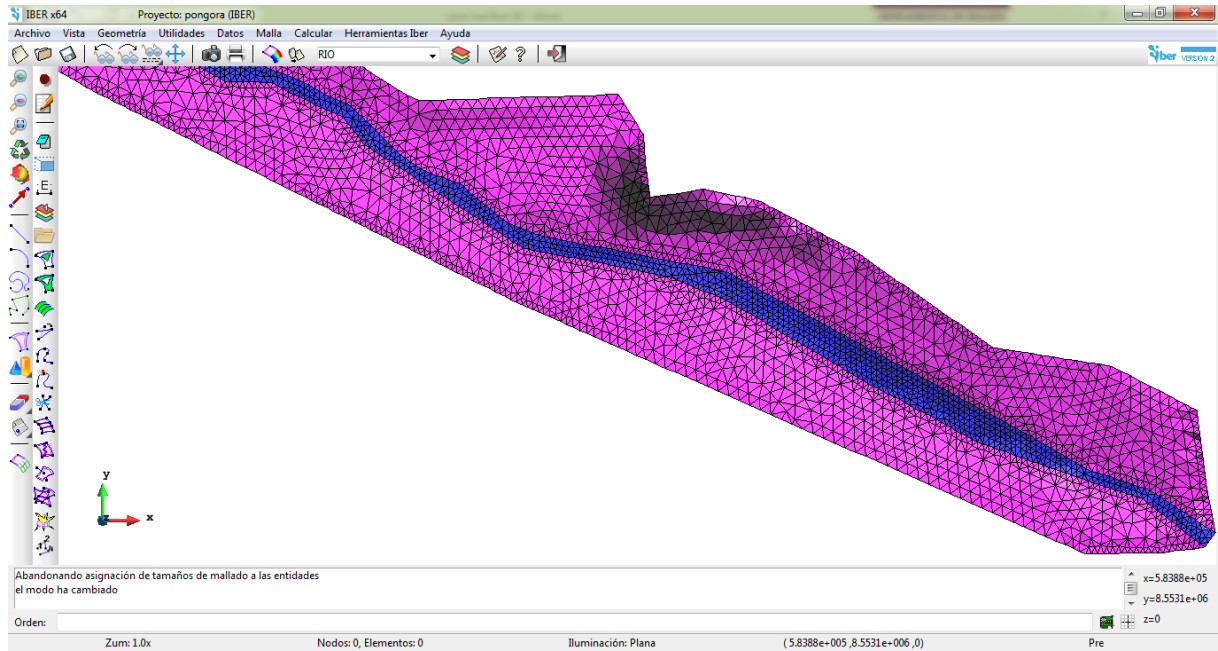 IBER x64 Proyecto: pongora (IBER)
Archivo Vista Geometría Utilidades Datos Malla Calcular Herramientas Iber Ayuda
RIO
Iber VERSION 2
E
y
x
Abandonando asignación de tamaños de mallado a las entidades
el modo ha cambiado
x=5.8388e+05
y=8.5531e+06
z=0
Orden:
Zum: 1.0x Nodos: 0, Elementos: 0 Iluminación: Plana ( 5.8388e+005 ,8.5531e+006 ,0) Pre